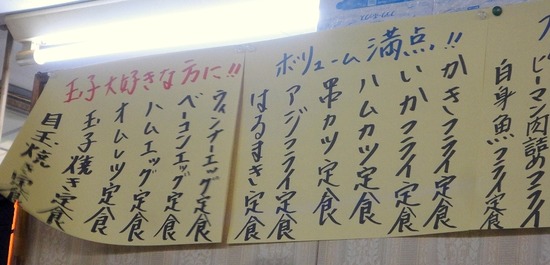 ピーマン肉詰めフライ
白身魚フライ定食
ボリューム満点!!
かきフライ定食
いかフライ定食
ハムカツ定食
串カツ定食
アジフライ定食
はるまき定食
玉子大好きな方に!!
ウィンナーエッグ定食
ベーコンエッグ定食
ハムエッグ定食
オムレツ定食
玉子焼き定食
目玉焼き定食